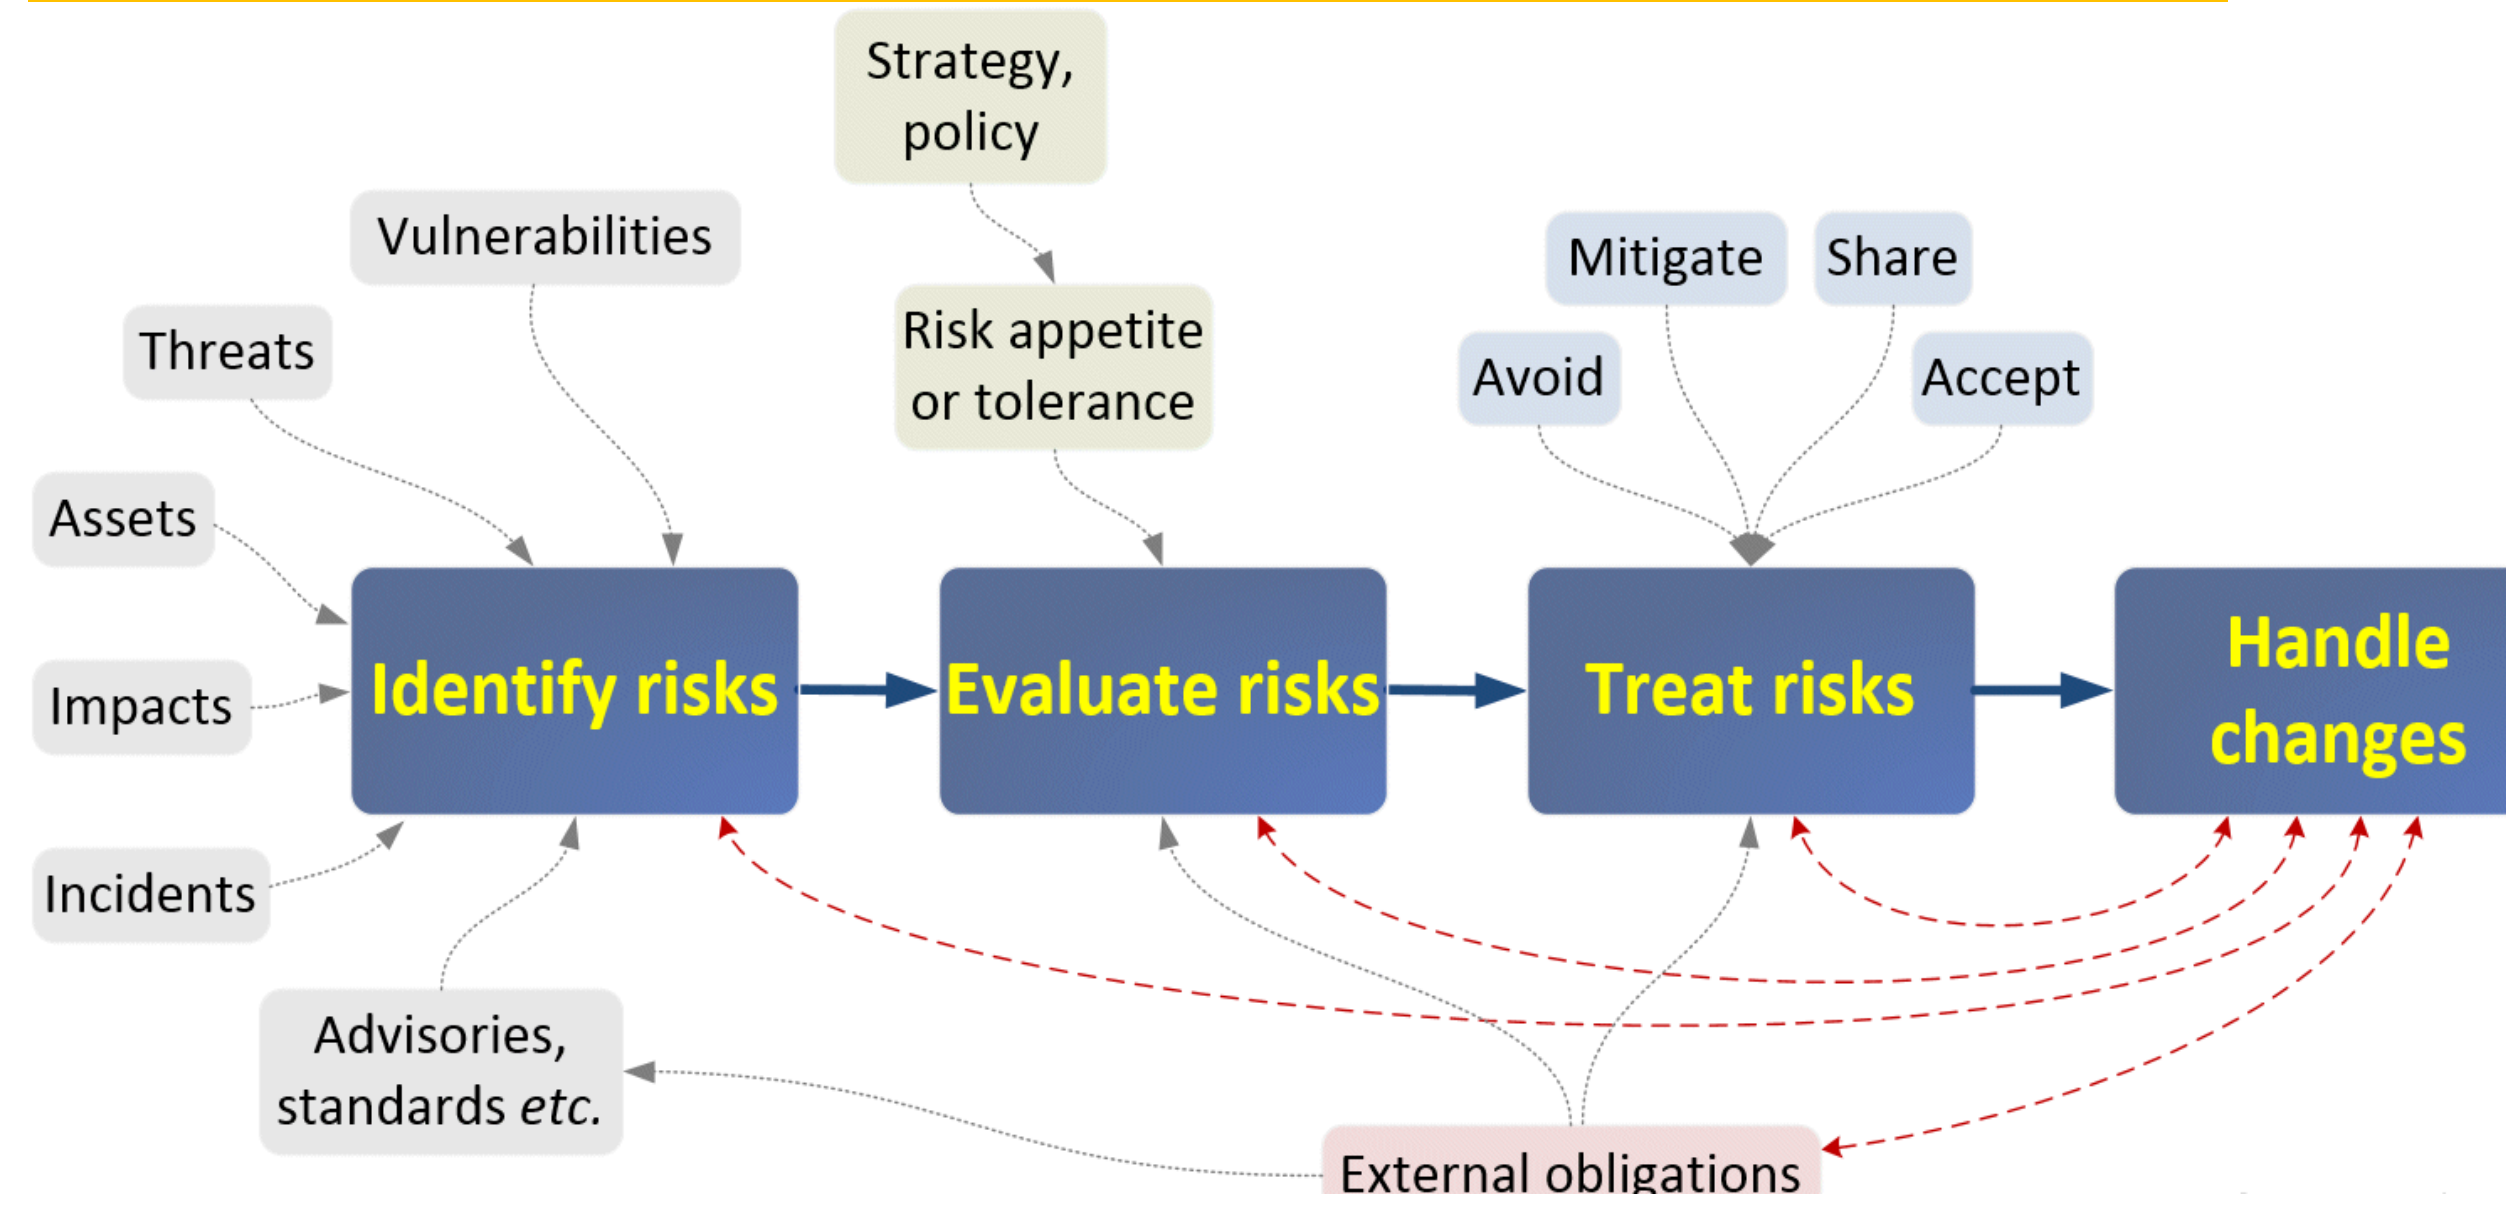 Strategy,
policy
Vulnerabilities
Mitigate
Share
Threats
Risk appetite
or tolerance
Avoid
Accept
Assets
Impacts
Identify risks
Evaluate risks
Treat risks
Handle
changes
Incidents
Advisories,
standards etc.
External obligations